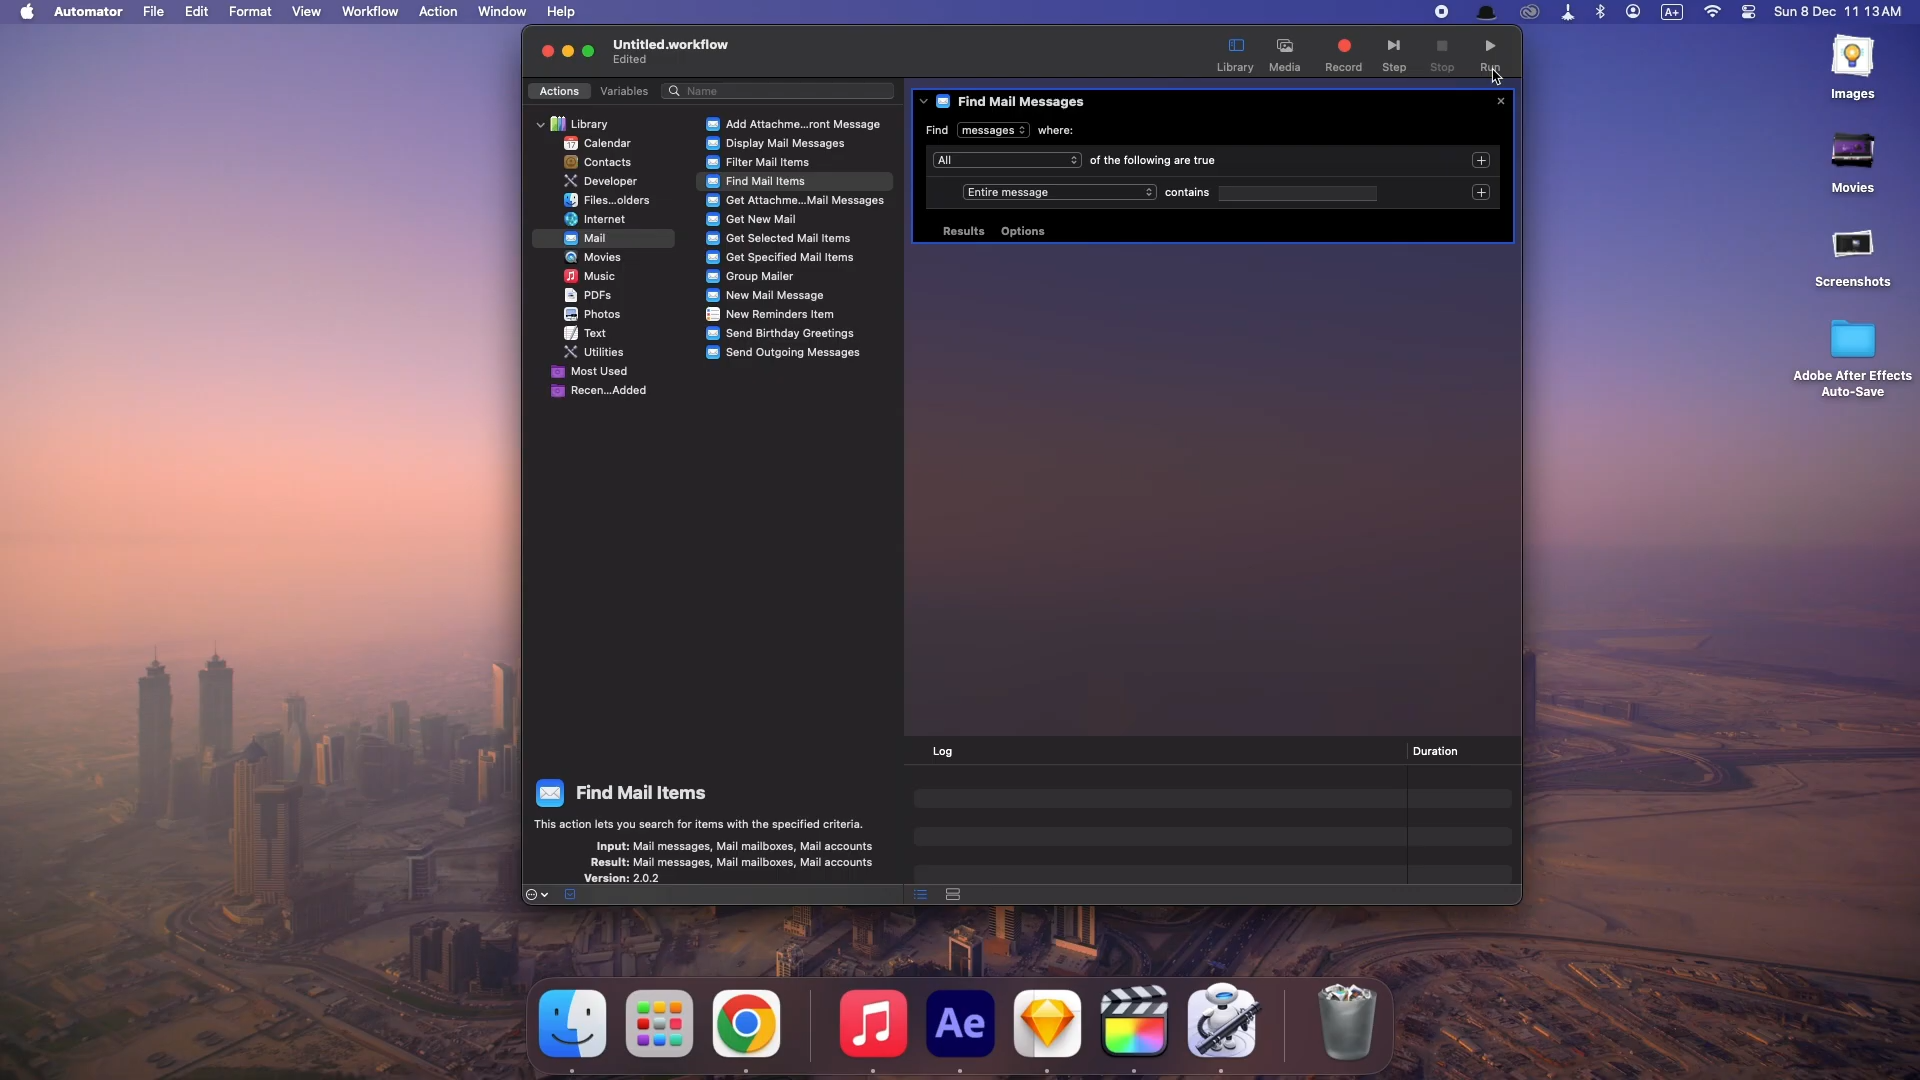 Automator File Edit Format View Workflow Action Window Help
A+
Sun 8 Dec 11 13 AM
Untitled.workflow
Edited
Library Media Record Step Stop Run
Actions Variables Name
Library
Calendar
Contacts
Developer
Files...olders
Internet
Mail
Movies
Music
PDFs
Photos
Text
Utilities
Most Used
Recen...Added
Add Attachme...ront Message
Display Mail Messages
Filter Mail Items
Find Mail Items
Get Attachme...Mail Messages
Get New Mail
Get Selected Mail Items
Get Specified Mail Items
Group Mailer
New Mail Message
New Reminders Item
Send Birthday Greetings
Send Outgoing Messages
Find Mail Messages
Find messages where:
All of the following are true
Entire message contains
Results Options
Log Duration
Find Mail Items
This action lets you search for items with the specified criteria.
Input: Mail messages, Mail mailboxes, Mail accounts
Result: Mail messages, Mail mailboxes, Mail accounts
Version: 2.0.2
Images
Movies
Screenshots
Adobe After Effects
Auto-Save
17
Ae